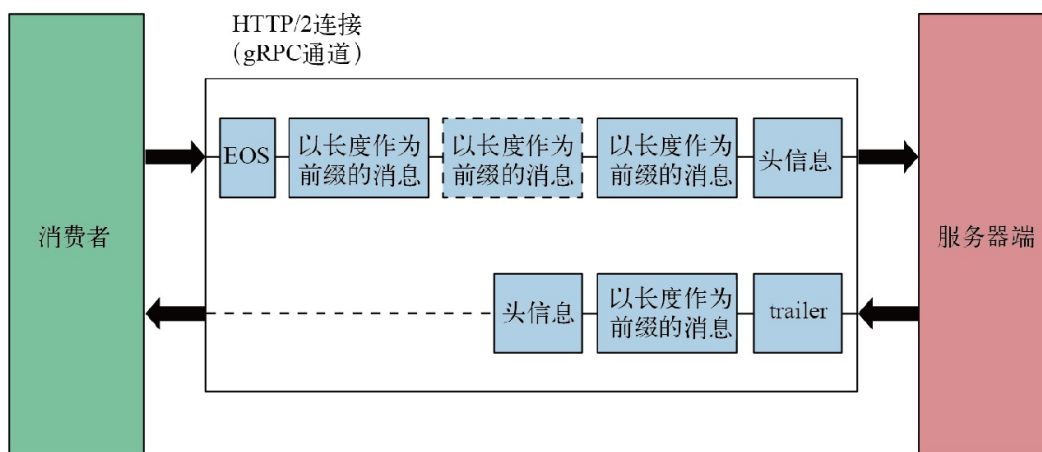 HTTP/2连接
(gRPC通道)
消费者
EOS
以长度作为
前缀的消息
以长度作为
前缀的消息
以长度作为
前缀的消息
头信息
服务器端
头信息
以长度作为
前缀的消息
trailer